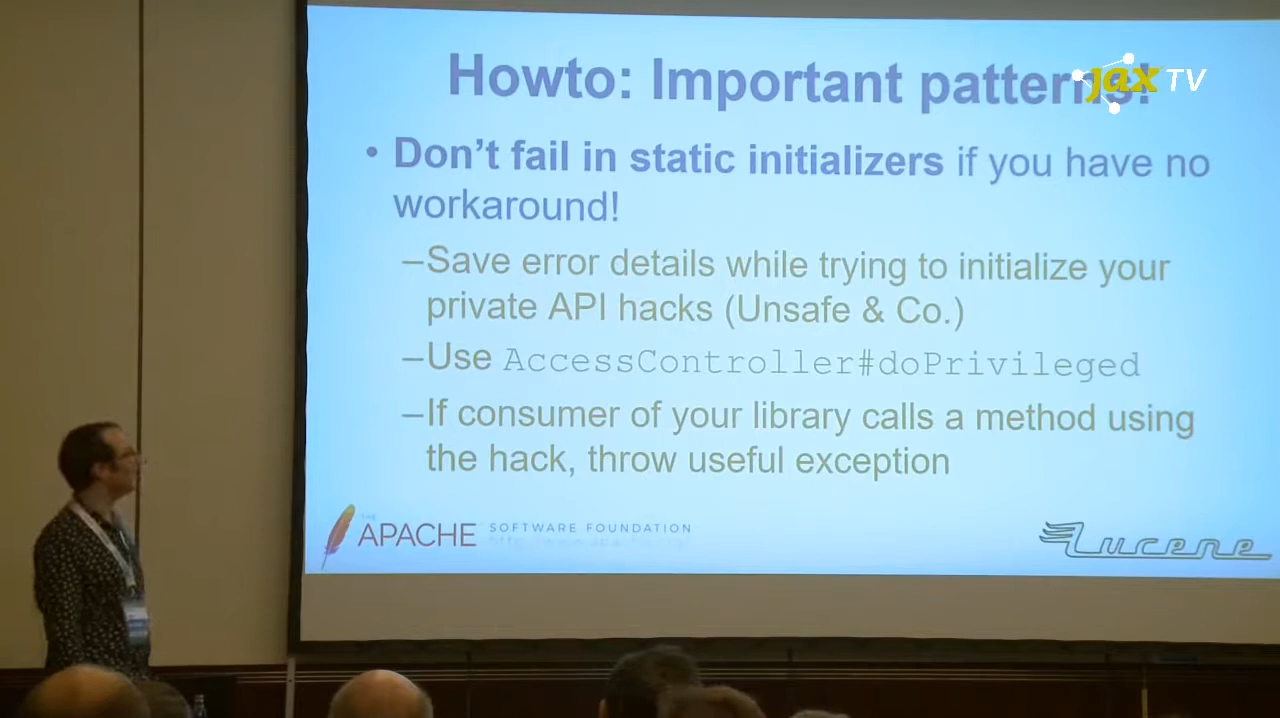 Howto: Important patterns!
jax TV
• Don't fail in static initializers if you have no
workaround!
–Save error details while trying to initialize your
private API hacks (Unsafe & Co.)
–Use AccessController#doPrivileged
–If consumer of your library calls a method using
the hack, throw useful exception
THE
APACHE SOFTWARE FOUNDATION
Lucene